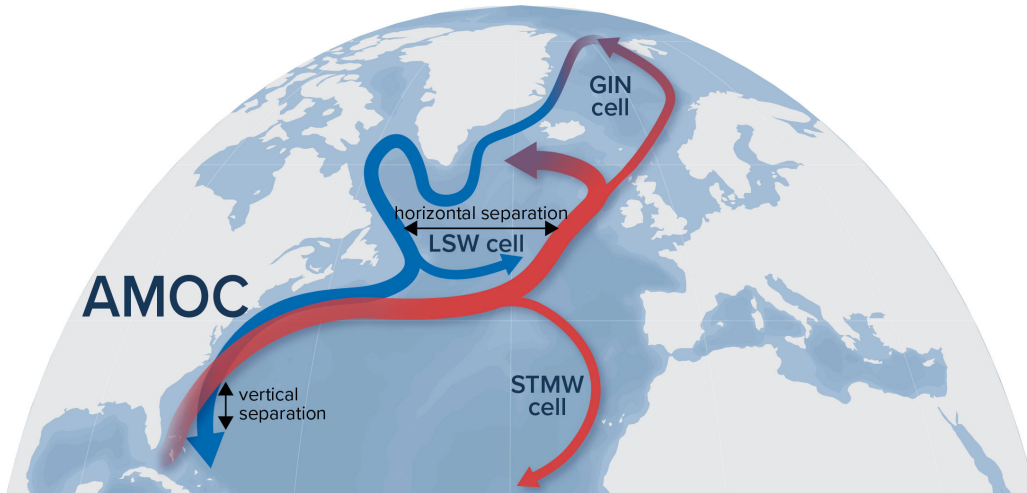 GIN
cell
horizontal separation
LSW cell
AMOC
STMW
cell
vertical
separation